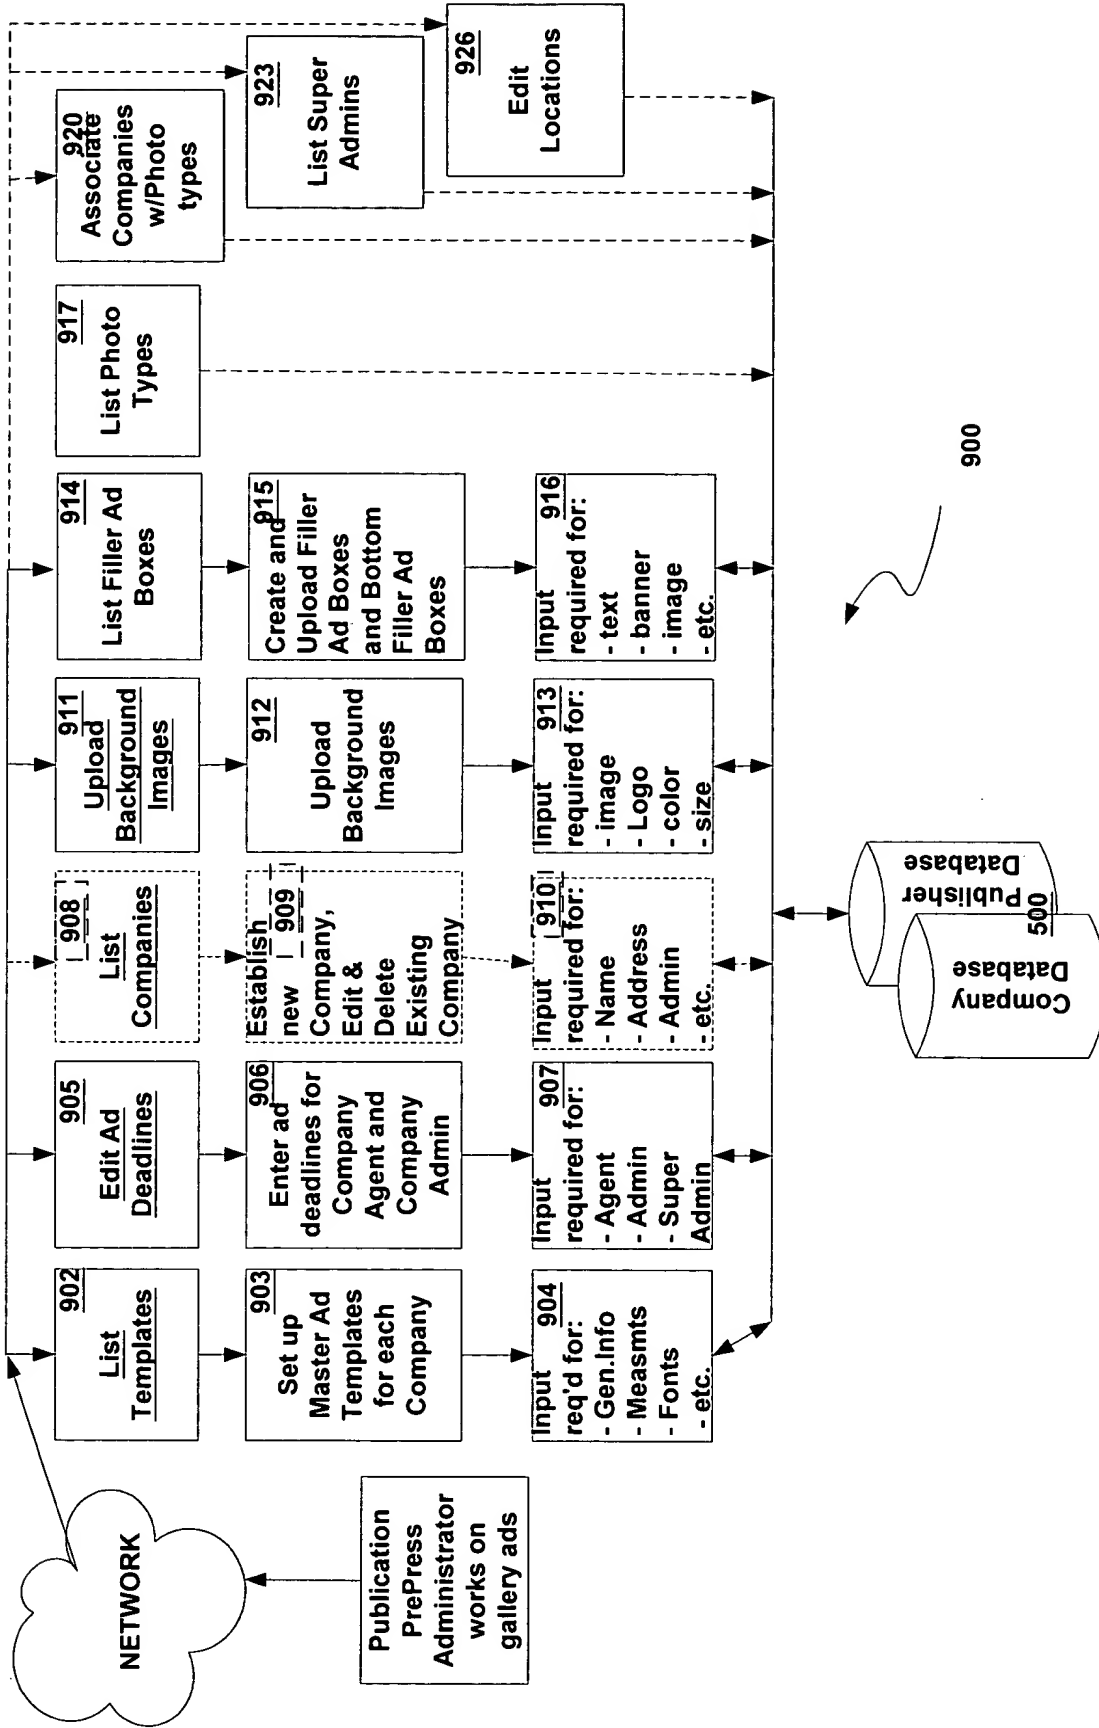 NETWORK
Publication
PrePress
Administrator
works on
gallery ads
902
List
Templates
903
Set up
Master Ad
Templates
for each
Company
904
Input
req'd for:
- Gen.Info
- Measmts
- Fonts
- etc.
905
Edit Ad
Deadlines
906
Enter ad
deadlines for
Company
Agent and
Company
Admin
907
Input
required for:
- Agent
- Admin
- Super
Admin
908
List
Companies
Establish
new 909
Company,
Edit &
Delete
Existing
Company
910
Input
required for:
- Name
- Address
- Admin
- etc.
911
Upload
Background
Images
912
Upload
Background
Images
913
Input
required for:
- image
- Logo
- color
- size
914
List Filler Ad
Boxes
915
Create and
Upload Filler
Ad Boxes
and Bottom
Filler Ad
Boxes
916
Input
required for:
- text
- banner
- image
- etc.
917
List Photo
Types
920
Associate
Companies
w/Photo
types
923
List Super
Admins
926
Edit
Locations
Publisher
Database
500
Company
Database
900